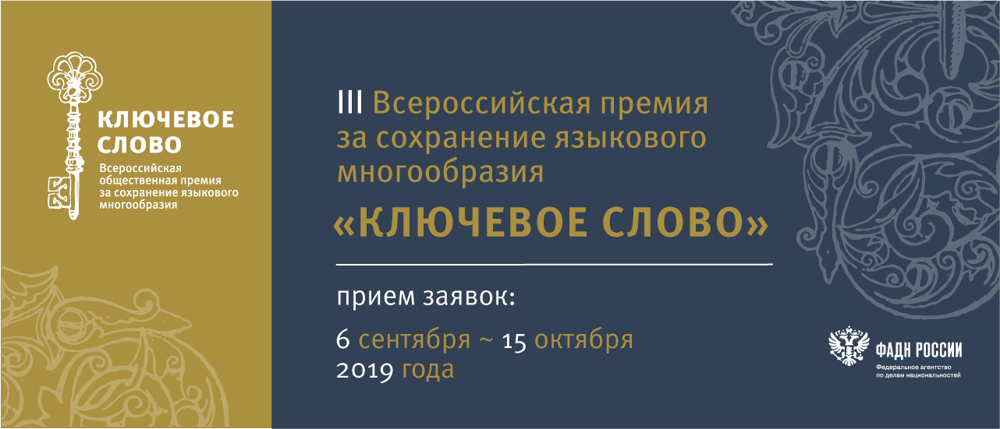 КЛЮЧЕВОЕ
СЛОВО
Всероссийская
общественная премия
за сохранение языкового
многообразия
III Всероссийская премия
за сохранение языкового
многообразия
«КЛЮЧЕВОЕ СЛОВО»
прием заявок:
6 сентября ~ 15 октября
2019 года
ФАДН РОССИИ
Федеральное агентство
по делам национальностей